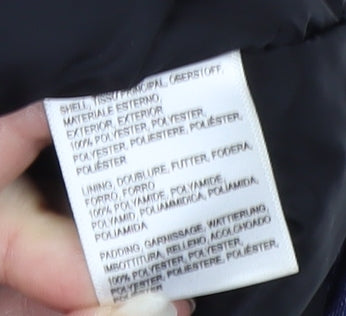 SHELL, TISSU PRINCIPAL, OBERSTOFF,
MATERIALE ESTERNO
EXTERIOR, EXTERIOR
100% POLYESTER, POLYESTER,
POLYESTER, POLIESTERE, POLIÉSTER,
POLIÉSTER
LINING, DOUBLURE, FUTTER, FODERA,
FORRO, FORRO
100% POLYAMIDE, POLYAMIDE,
POLYAMID, POLIAMMIDICA, POLIAMIDA,
POLIAMIDA
PADDING, GARNISSAGE, WATTIERUNG
IMBOTTITURA, RELLENO, ACOLCHOADO
100% POLYESTER, POLYESTER,
POLYESTER, POLIESTERE, POLIÉSTER,
POLIÉSTER